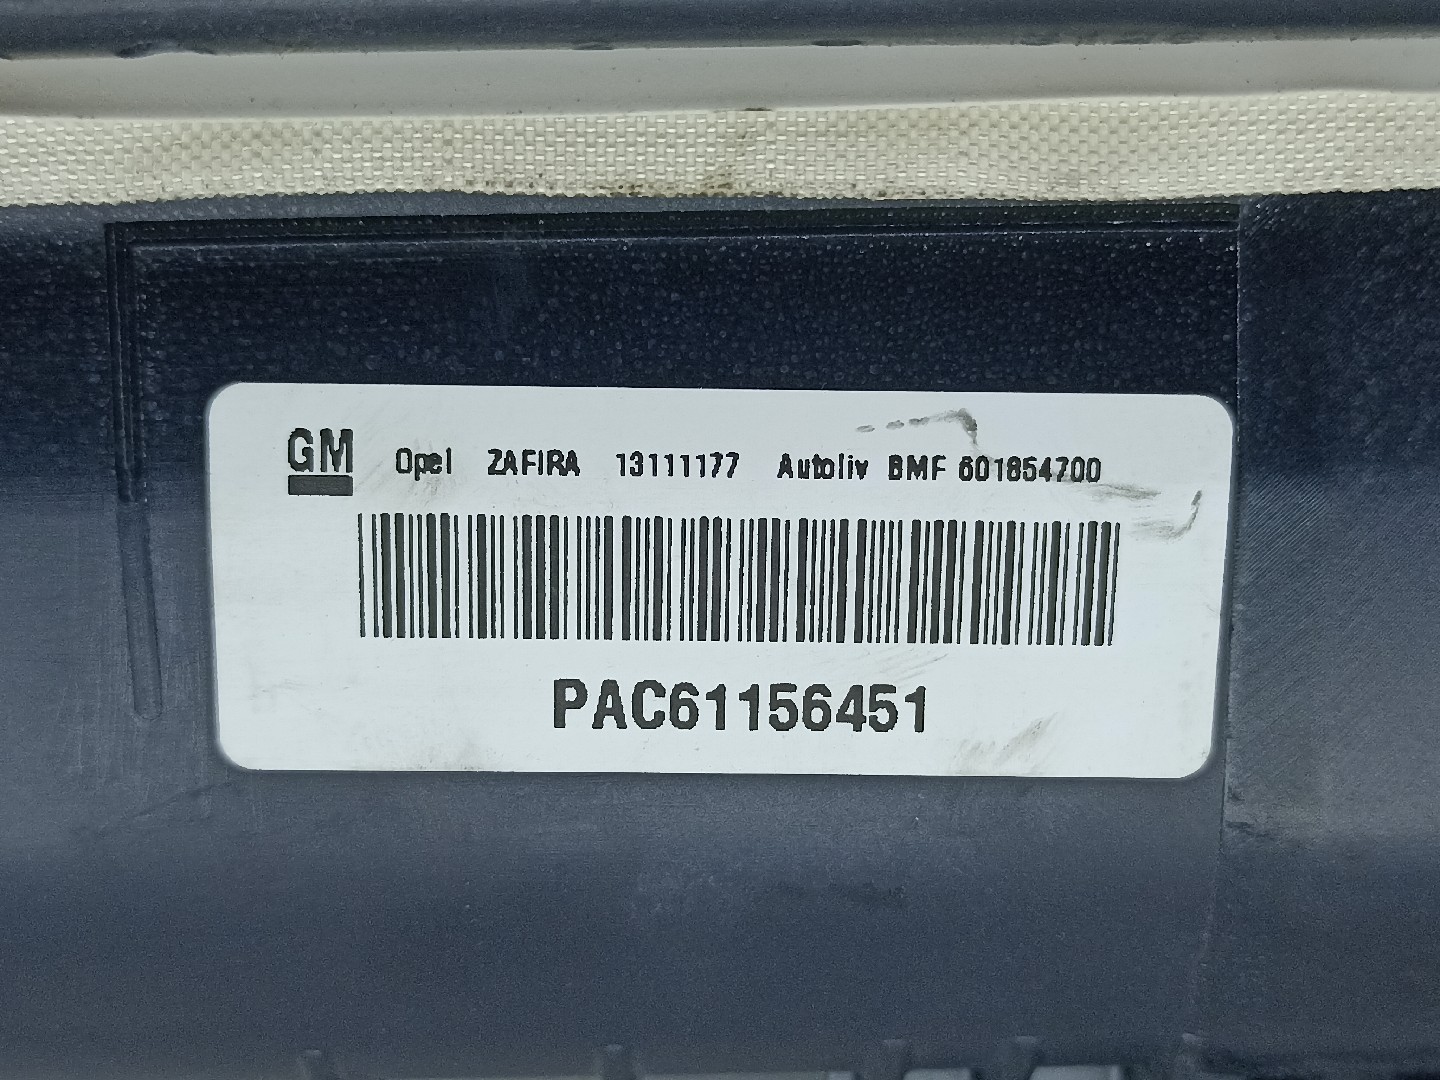 GM Opel ZAFIRA 13111177 Autoliv BMF 601854700
PAC61156451